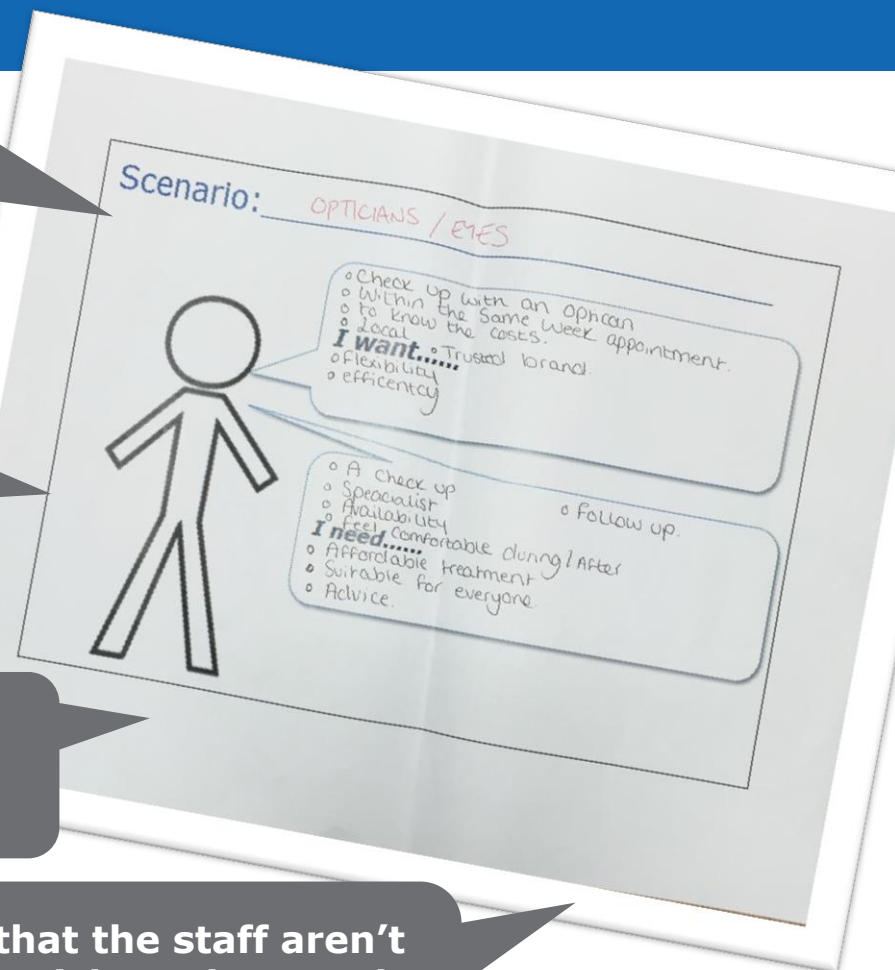 Scenario: OPTICIANS / EYES
o Check up with an optican
o Within the Same week appointment.
o to know the costs.
o Local
I want...... o Trusted brand.
o flexibility
o efficentcy
o A check up
o Speacialist
o Follow up.
o Availability
o Feel Comfortable during/After
I need......
o Affordable treatment
o Suitable for everyone.
o Advice.
that the staff aren't